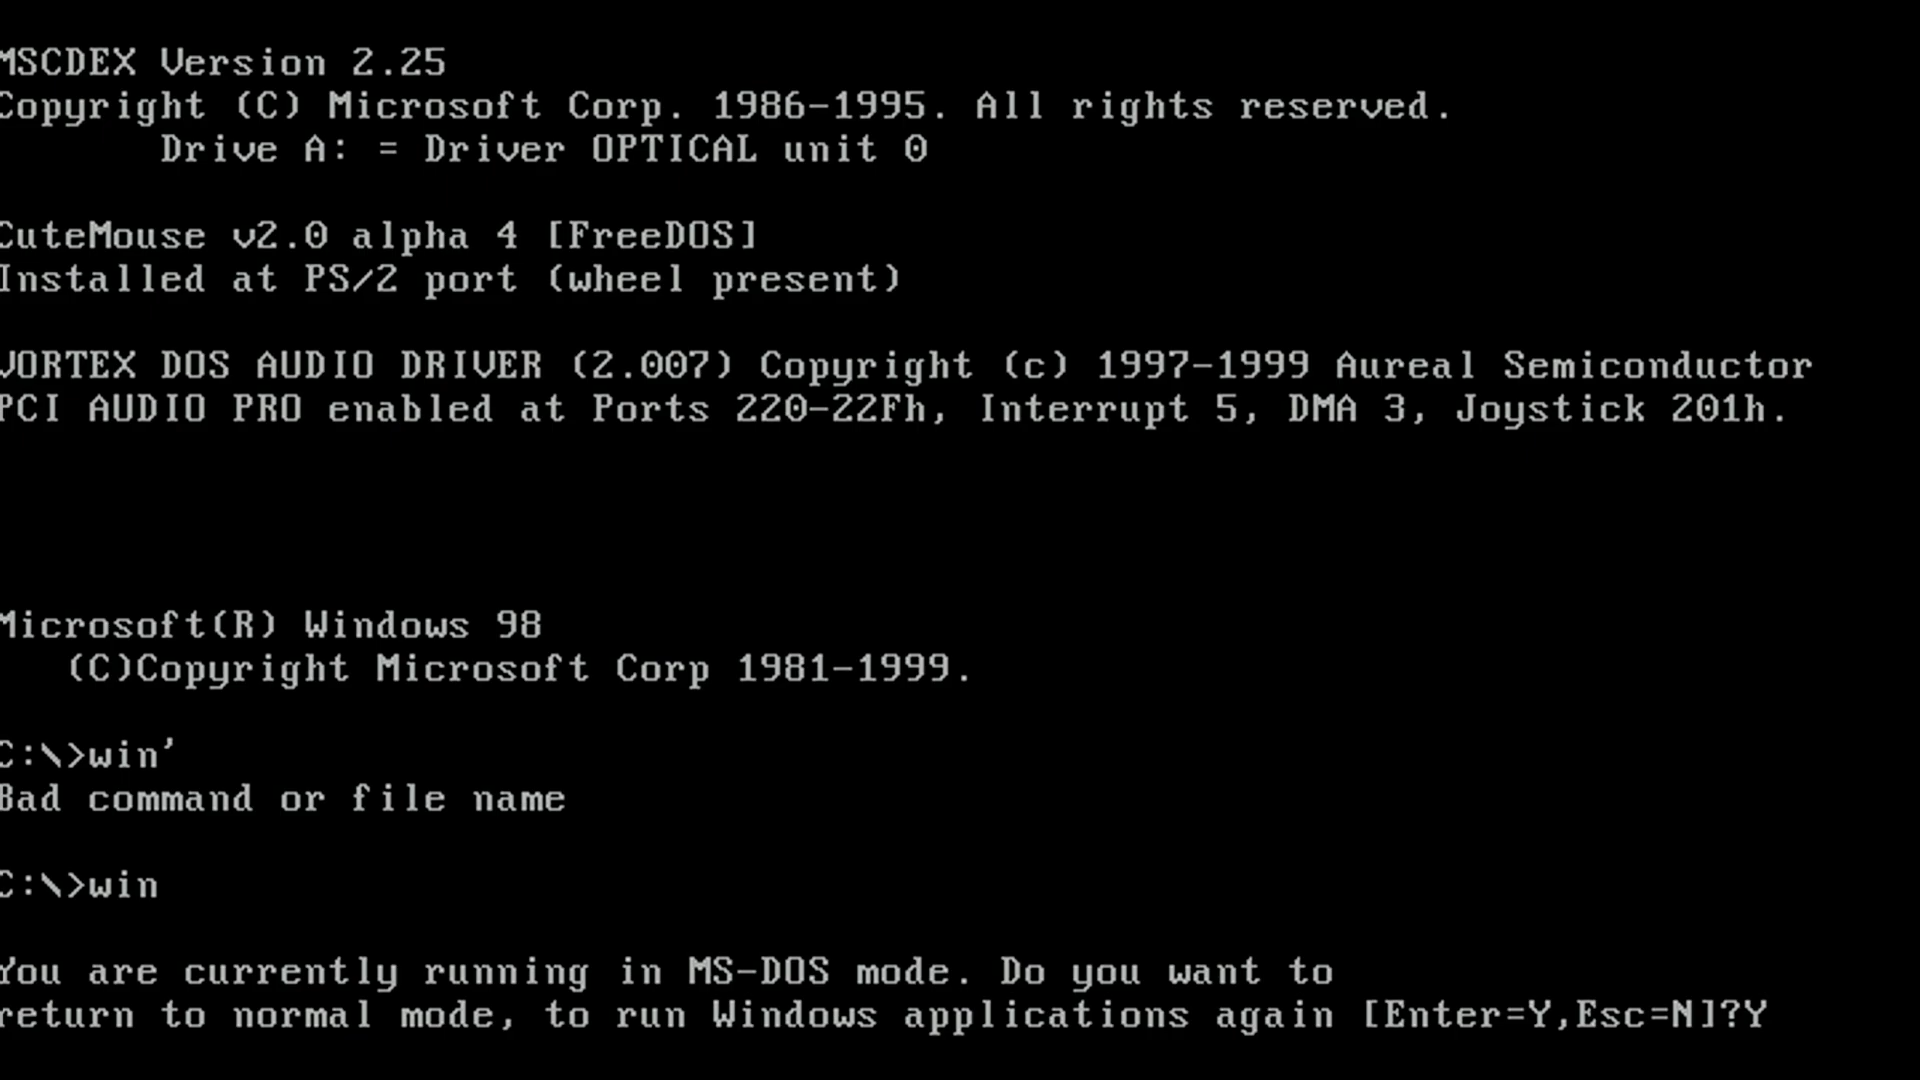 MSCDEX Version 2.25
Copyright (C) Microsoft Corp. 1986-1995. All rights reserved.
Drive A: = Driver OPTICAL unit 0
CuteMouse v2.0 alpha 4 [FreeDOS]
Installed at PS/2 port (wheel present)
VORTEX DOS AUDIO DRIVER (2.007) Copyright (c) 1997-1999 Aureal Semiconductor
PCI AUDIO PRO enabled at Ports 220-22Fh, Interrupt 5, DMA 3, Joystick 201h.
Microsoft(R) Windows 98
(C)Copyright Microsoft Corp 1981-1999.
C:\>win'
Bad command or file name
C:\>win
You are currently running in MS-DOS mode. Do you want to
return to normal mode, to run Windows applications again [Enter=Y,Esc=N]?Y